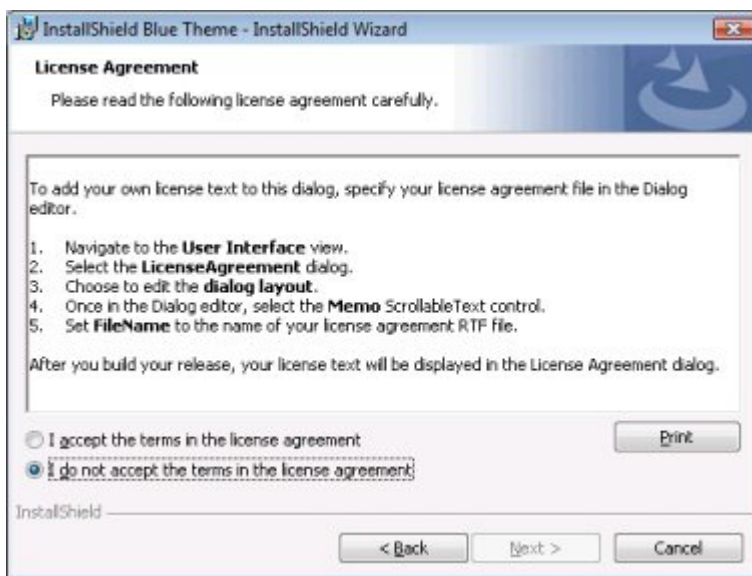 InstallShield Blue Theme - InstallShield Wizard
License Agreement
Please read the following license agreement carefully.
To add your own license text to this dialog, specify your license agreement file in the Dialog
editor.
1. Navigate to the User Interface view.
2. Select the LicenseAgreement dialog.
3. Choose to edit the dialog layout.
4. Once in the Dialog editor, select the Memo ScrollableText control.
5. Set FileName to the name of your license agreement RTF file.
After you build your release, your license text will be displayed in the License Agreement dialog.
I accept the terms in the license agreement
Print
I do not accept the terms in the license agreement
InstallShield
< Back
Next >
Cancel